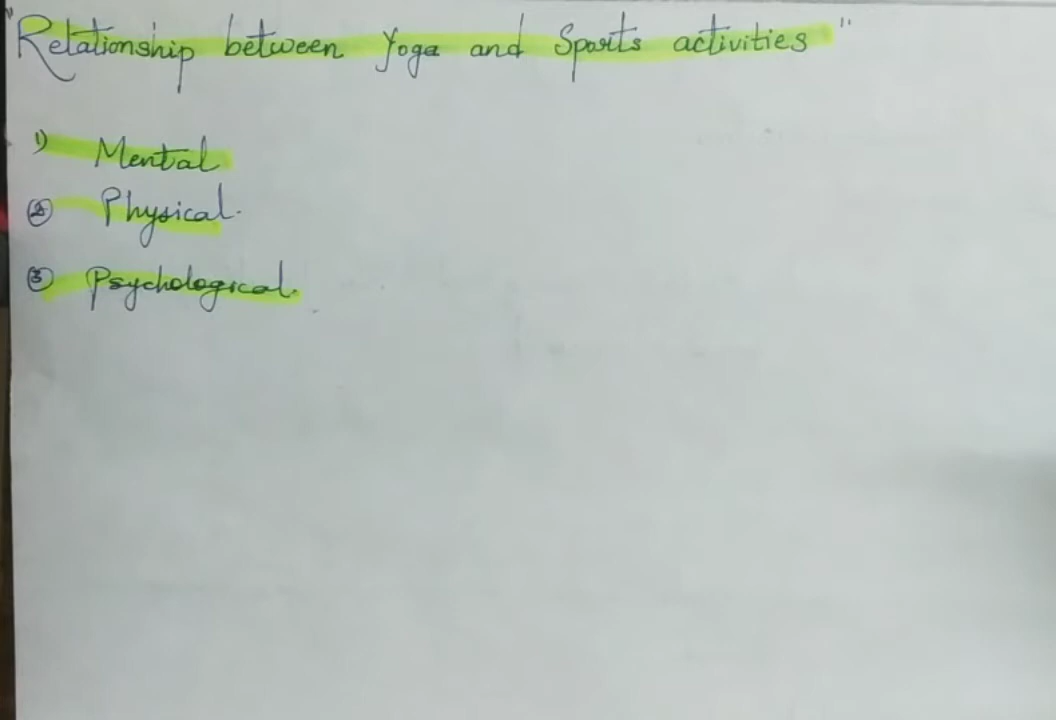 "Relationship between Yoga and Sports activities"
1) Mental
② Physical.
③ Psychological.